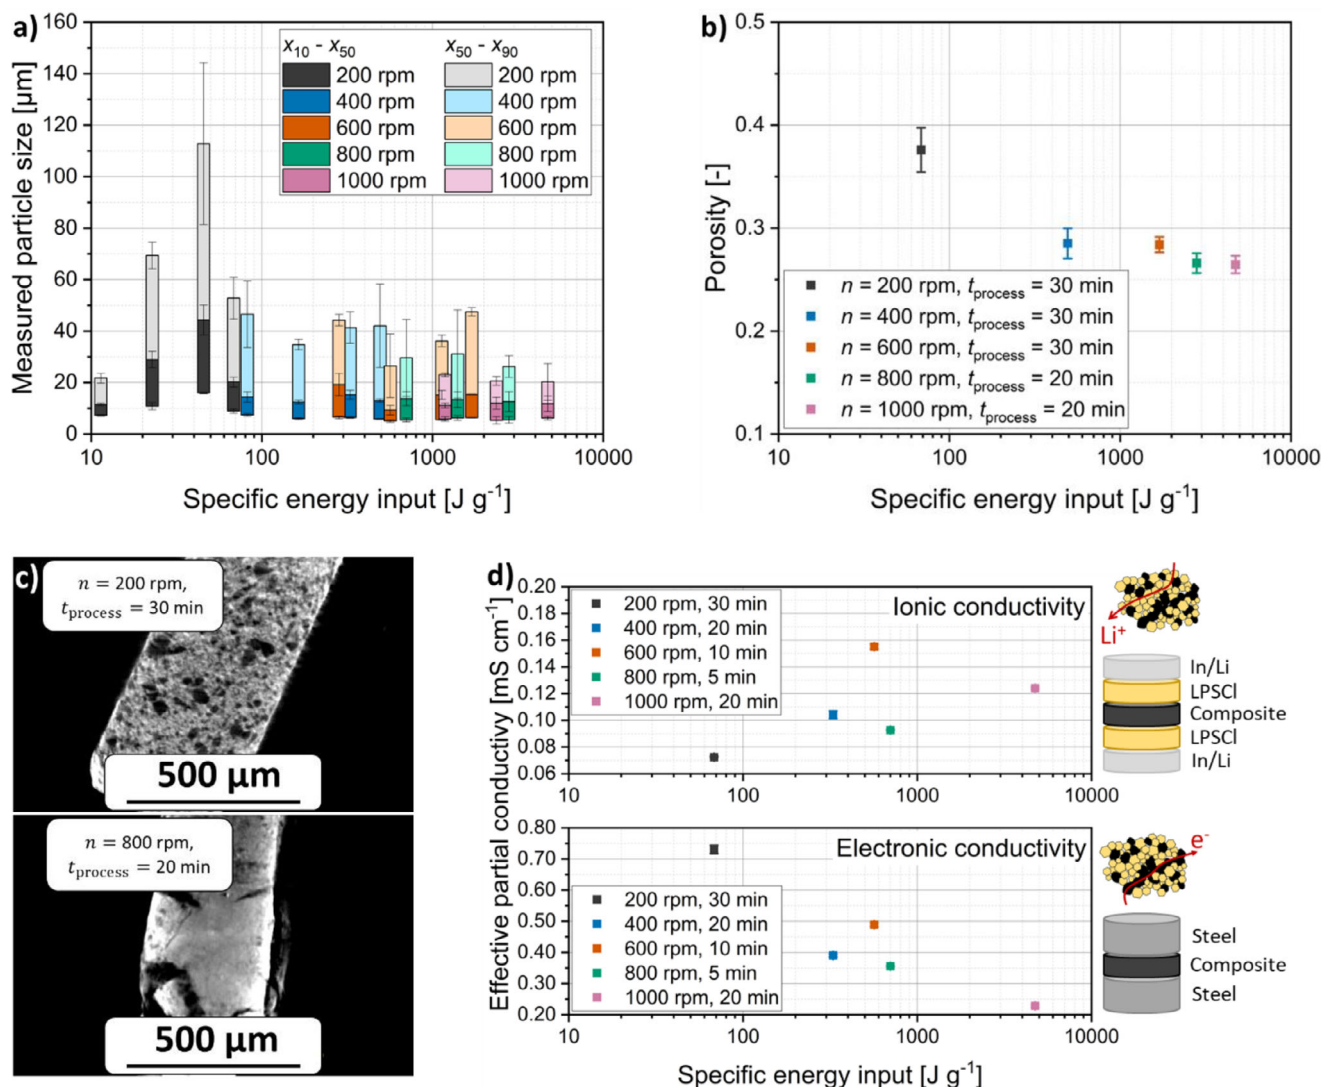 a)
160
140
120
100
80
60
40
20
0
Measured particle size [µm]
x10 - x50
200 rpm
400 rpm
600 rpm
800 rpm
1000 rpm
x50 - x90
200 rpm
400 rpm
600 rpm
800 rpm
1000 rpm
10 100 1000 10000
Specific energy input [J g-1]
b)
0.5
0.4
0.3
0.2
0.1
Porosity [-]
n = 200 rpm, tprocess = 30 min
n = 400 rpm, tprocess = 30 min
n = 600 rpm, tprocess = 30 min
n = 800 rpm, tprocess = 20 min
n = 1000 rpm, tprocess = 20 min
10 100 1000 10000
Specific energy input [J g-1]
c)
n = 200 rpm,
tprocess = 30 min
500 µm
n = 800 rpm,
tprocess = 20 min
500 µm
d)
Effective partial conductivy [mS cm-1]
0.20
0.18
0.16
0.14
0.12
0.10
0.08
0.06
Ionic conductivity
200 rpm, 30 min
400 rpm, 20 min
600 rpm, 10 min
800 rpm, 5 min
1000 rpm, 20 min
10 100 1000 10000
Li+
In/Li
LPSCl
Composite
LPSCl
In/Li
0.80
0.70
0.60
0.50
0.40
0.30
0.20
Electronic conductivity
200 rpm, 30 min
400 rpm, 20 min
600 rpm, 10 min
800 rpm, 5 min
1000 rpm, 20 min
10 100 1000 10000
Specific energy input [J g-1]
e-
Steel
Composite
Steel